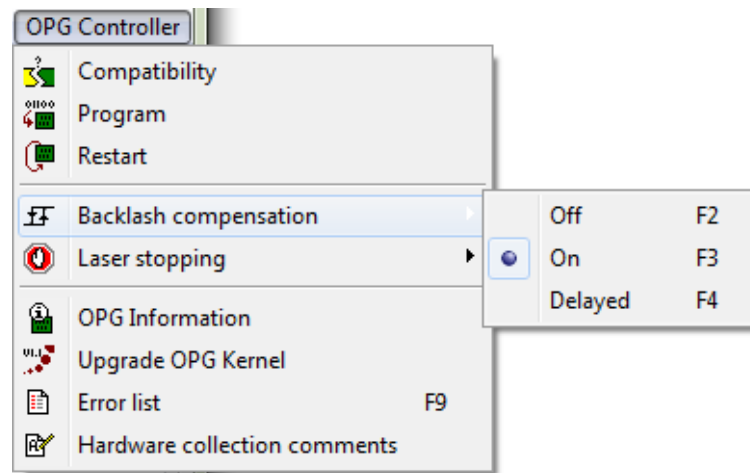 OPG Controller
Compatibility
Program
Restart
Backlash compensation
Off F2
Laser stopping
On F3
Delayed F4
OPG Information
Upgrade OPG Kernel
Error list F9
Hardware collection comments